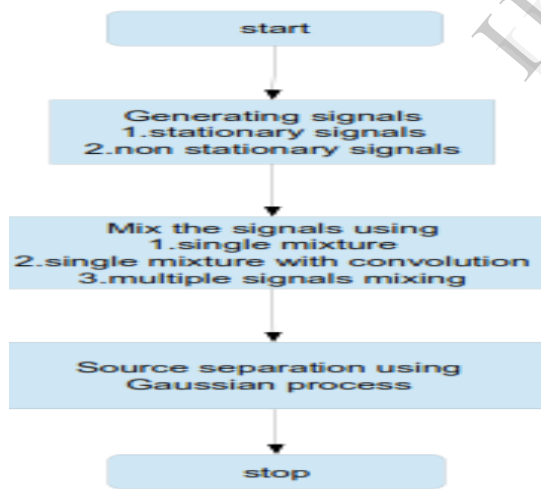 start
Generating signals
1.stationary signals
2.non stationary signals
Mix the signals using
1.single mixture
2.single mixture with convolution
3.multiple signals mixing
Source separation using
Gaussian process
stop